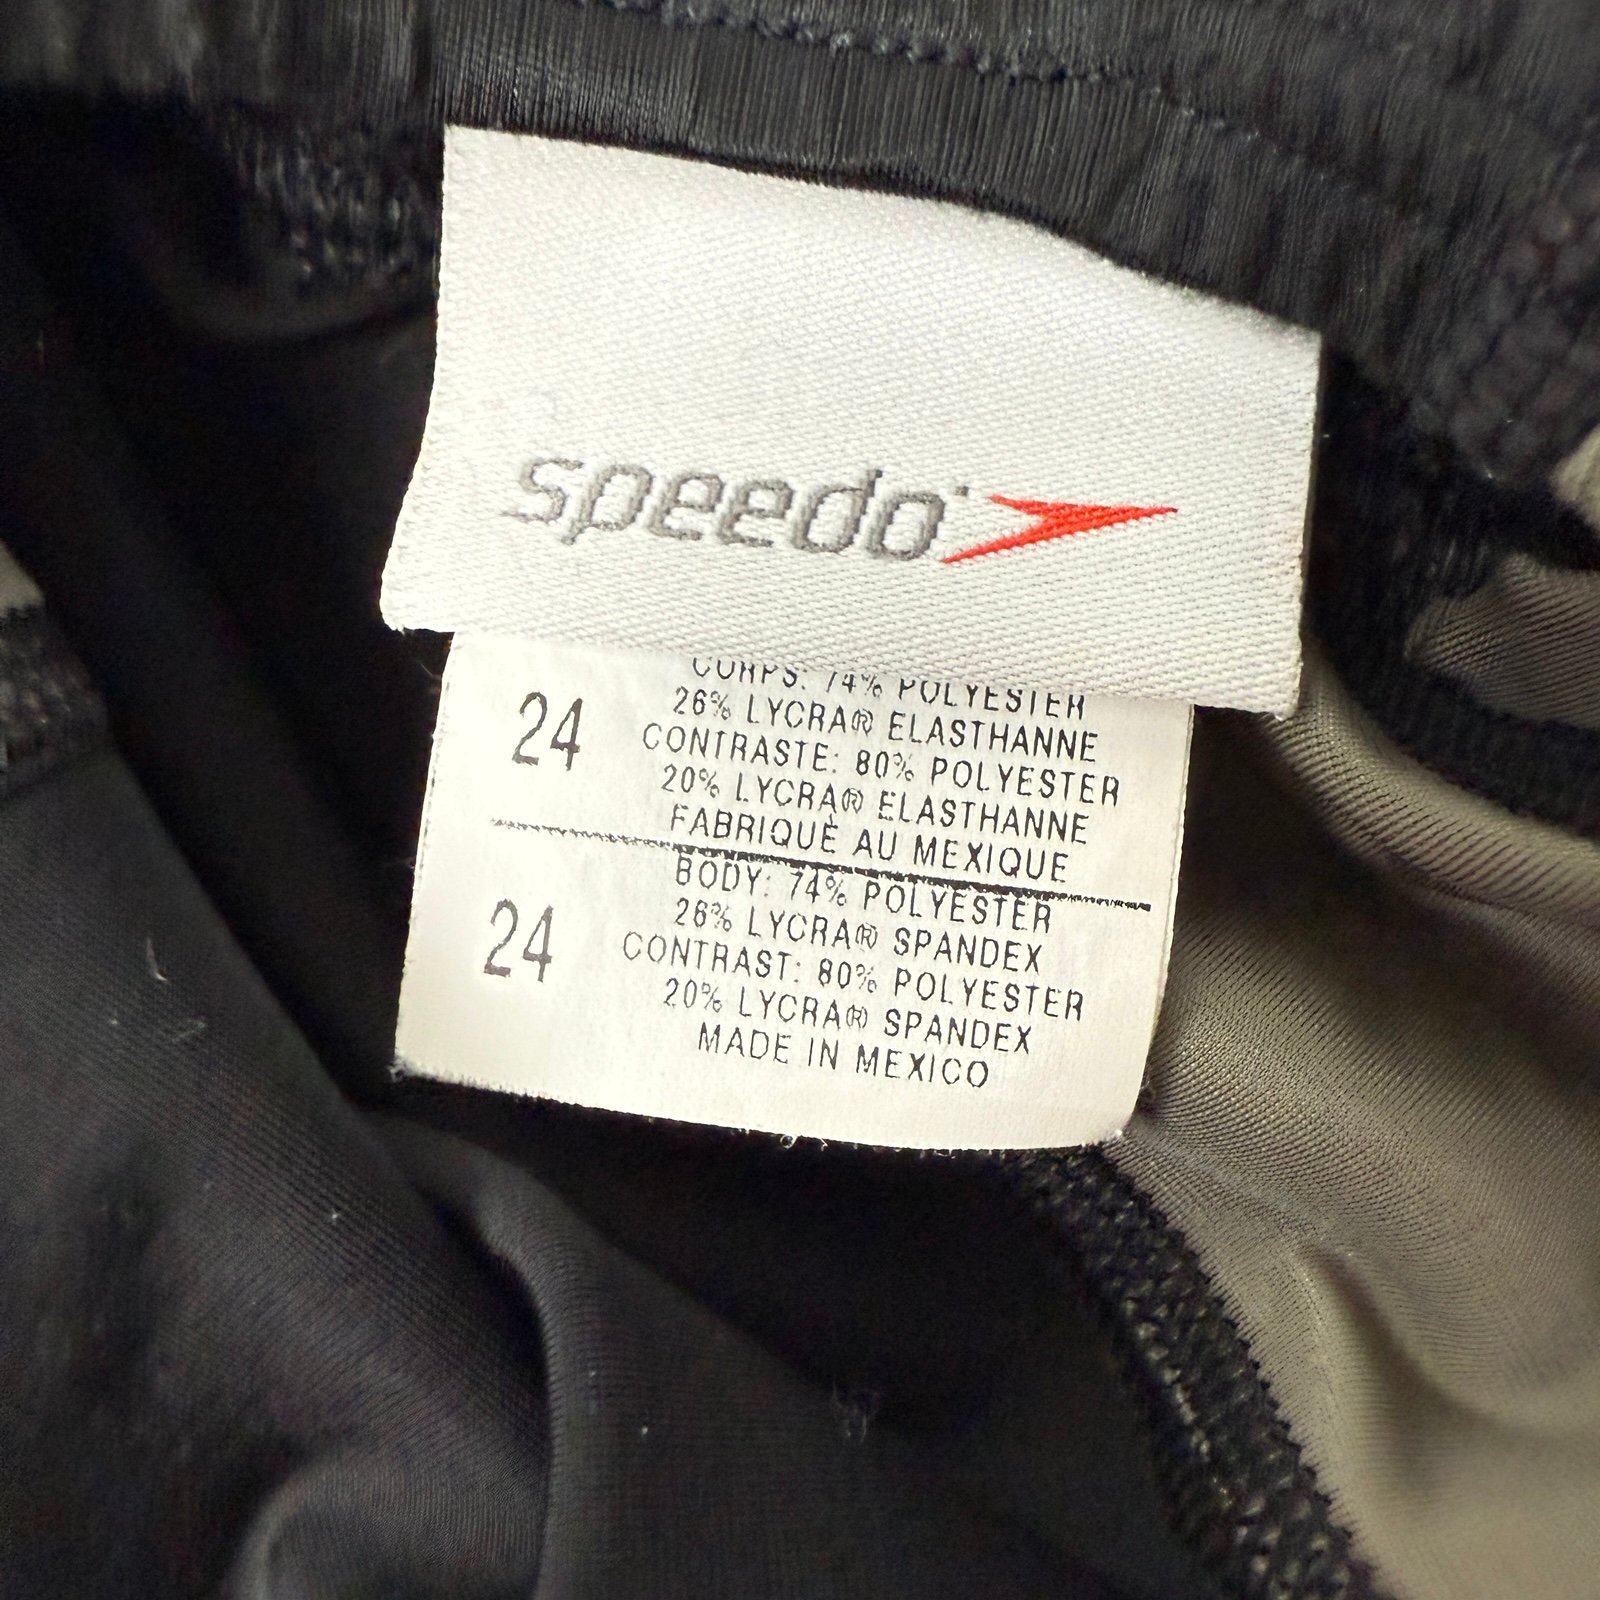 speedo
24
CORPS: 74% POLYESTER
26% LYCRA® ELASTHANNE
CONTRASTE: 80% POLYESTER
20% LYCRA® ELASTHANNE
FABRIQUÉ AU MEXIQUE
24
BODY: 74% POLYESTER
26% LYCRA® SPANDEX
CONTRAST: 80% POLYESTER
20% LYCRA® SPANDEX
MADE IN MEXICO